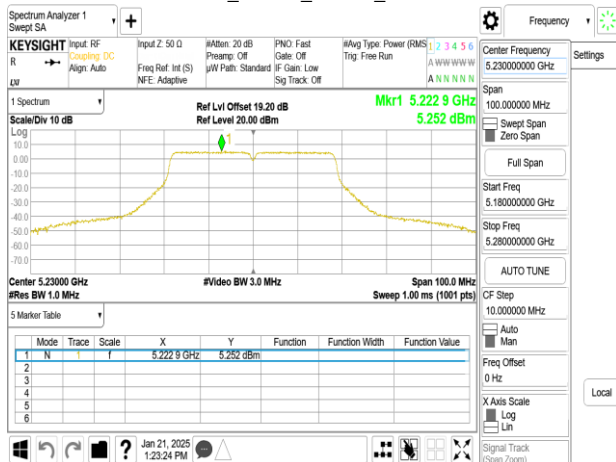 Spectrum Analyzer 1
Swept SA
+
Frequency
KEYSIGHT
R
Input: RF
Coupling: DC
Align: Auto
Input Z: 50 Ω
Freq Ref: Int (S)
NFE: Adaptive
#Atten: 20 dB
Preamp: Off
µW Path: Standard
PNO: Fast
Gate: Off
IF Gain: Low
Sig Track: Off
#Avg Type: Power (RMS
Trig: Free Run
1 2 3 4 5 6
A W W W W W
A N N N N N
1 Spectrum
Scale/Div 10 dB
Ref Lvl Offset 19.20 dB
Ref Level 20.00 dBm
Mkr1 5.222 9 GHz
5.252 dBm
Log
10.0
0.00
-10.0
-20.0
-30.0
-40.0
-50.0
-60.0
-70.0
1
Center 5.23000 GHz
#Res BW 1.0 MHz
#Video BW 3.0 MHz
Span 100.0 MHz
Sweep 1.00 ms (1001 pts)
5 Marker Table
Mode Trace Scale X Y Function Function Width Function Value
1 N 1 f 5.222 9 GHz 5.252 dBm
2
3
4
5
6
Jan 21, 2025
1:23:24 PM
?
Center Frequency
5.230000000 GHz
Span
100.000000 MHz
Swept Span
Zero Span
Full Span
Start Freq
5.180000000 GHz
Stop Freq
5.280000000 GHz
AUTO TUNE
CF Step
10.000000 MHz
Auto
Man
Freq Offset
0 Hz
X Axis Scale
Log
Lin
Signal Track
(Span Zoom)
Settings
Local